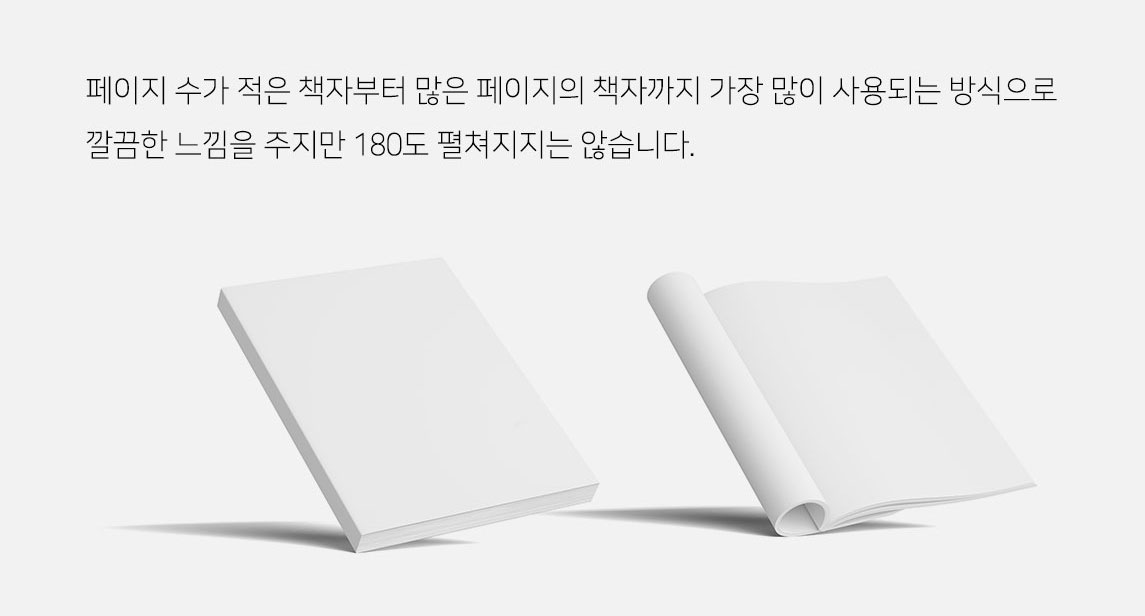 페이지 수가 적은 책자부터 많은 페이지의 책자까지 가장 많이 사용되는 방식으로
깔끔한 느낌을 주지만 180도 펼쳐지지는 않습니다.